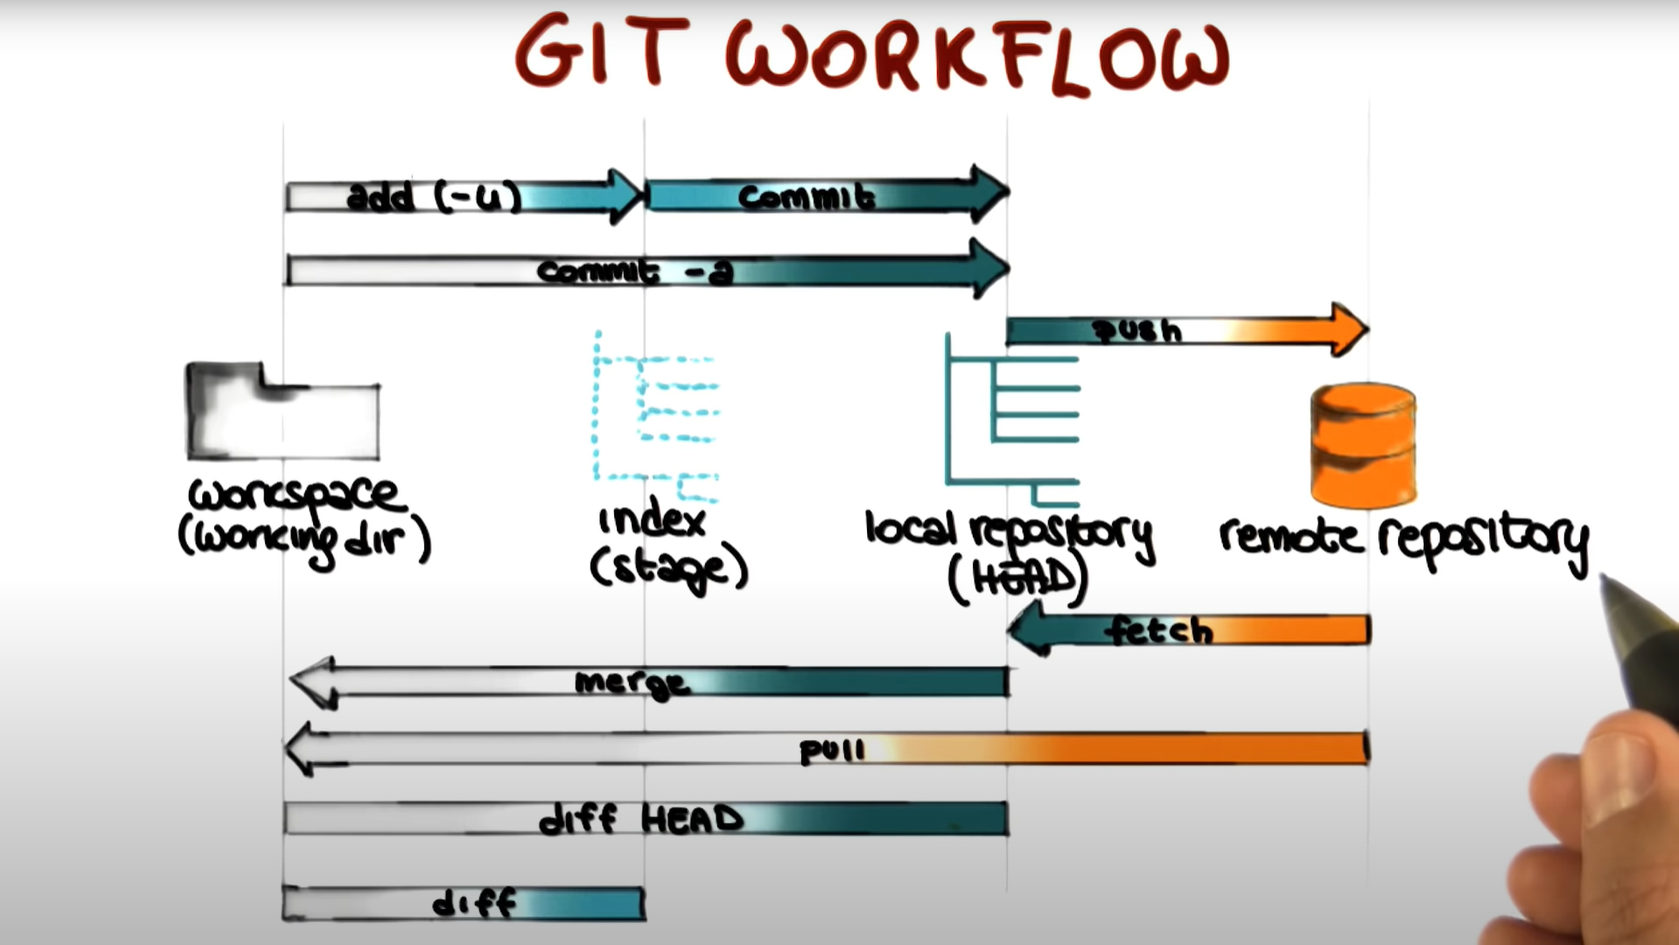 GIT WORKFLOW
add (-u)
commit
commit -a
push
workspace
(working dir)
index
(stage)
local repository
(HEAD)
remote repository
fetch
merge
pull
diff HEAD
diff